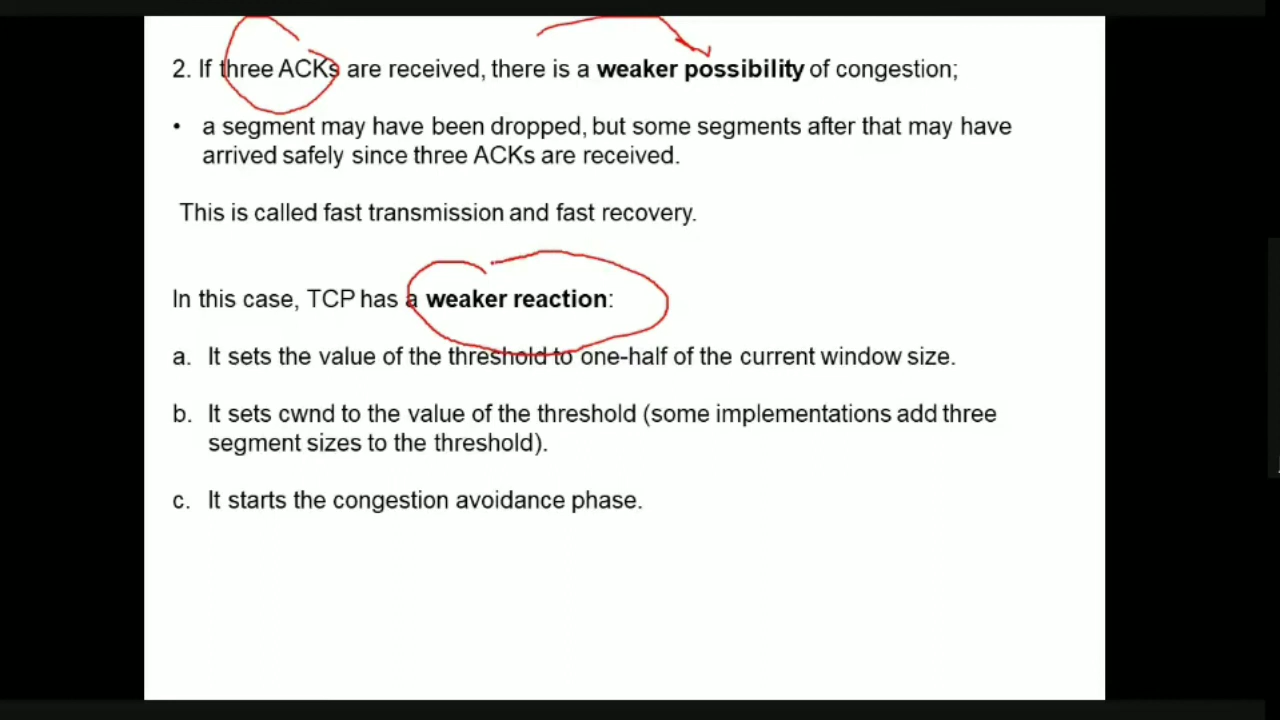 2. If three ACKs are received, there is a weaker possibility of congestion;
• a segment may have been dropped, but some segments after that may have
arrived safely since three ACKs are received.
This is called fast transmission and fast recovery.
In this case, TCP has a weaker reaction:
a. It sets the value of the threshold to one-half of the current window size.
b. It sets cwnd to the value of the threshold (some implementations add three
segment sizes to the threshold).
c. It starts the congestion avoidance phase.